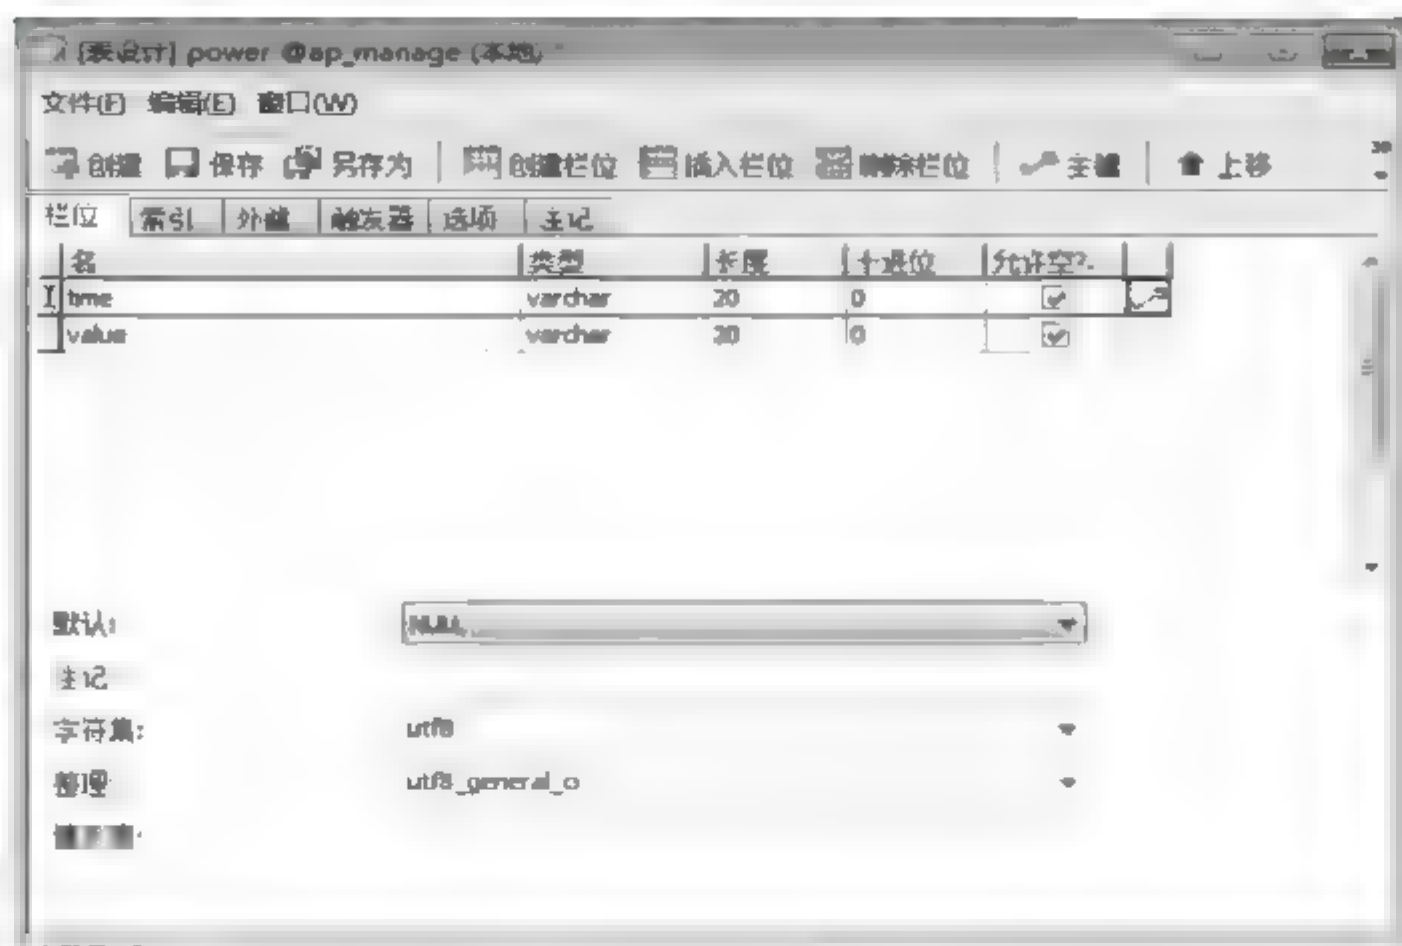 [表设计] power @ap_manage (本地) *
文件(F) 编辑(E) 窗口(W)
创建 保存 另存为 创建栏位 插入栏位 删除栏位 主键 上移
栏位 索引 外键 触发器 选项 注记
名 类型 长度 十进位 允许空?
time varchar 20 0
value varchar 20 0
默认: NULL
注记
字符集: utf8
整理 utf8_general_ci